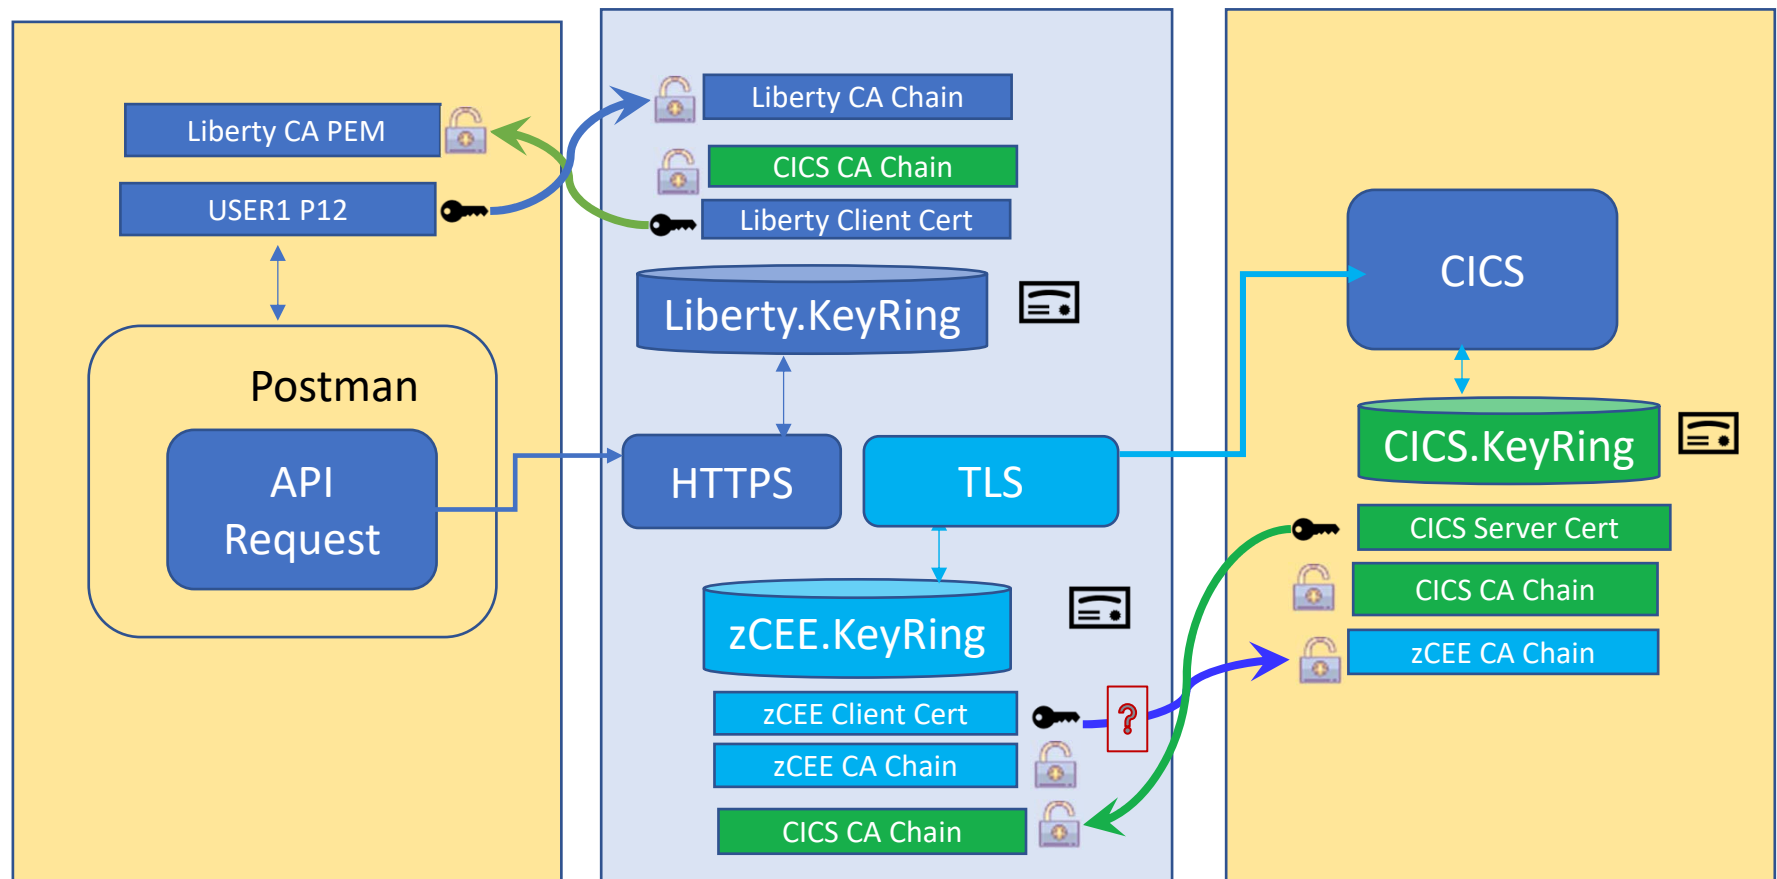 Liberty CA PEM
USER1 P12
Postman
API
Request
Liberty CA Chain
CICS CA Chain
Liberty Client Cert
Liberty.KeyRing
HTTPS
TLS
zCEE.KeyRing
zCEE Client Cert
?
zCEE CA Chain
CICS CA Chain
CICS
CICS.KeyRing
CICS Server Cert
CICS CA Chain
zCEE CA Chain